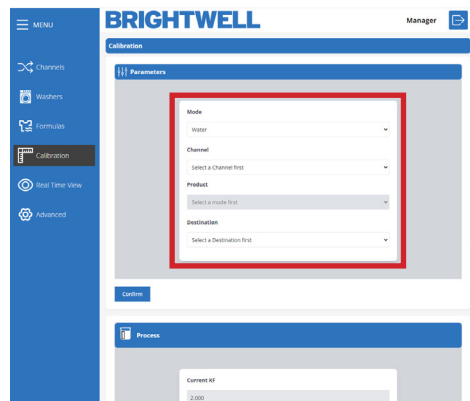 MENU
BRIGHTWELL
Manager
Calibration
Channels
Parameters
Washers
Mode
Water
Formulas
Channel
Calibration
Select a Channel first
Product
Real Time View
Select a mode first
Advanced
Destination
Select a Destination first
Confirm
Process
Current KF
2.000